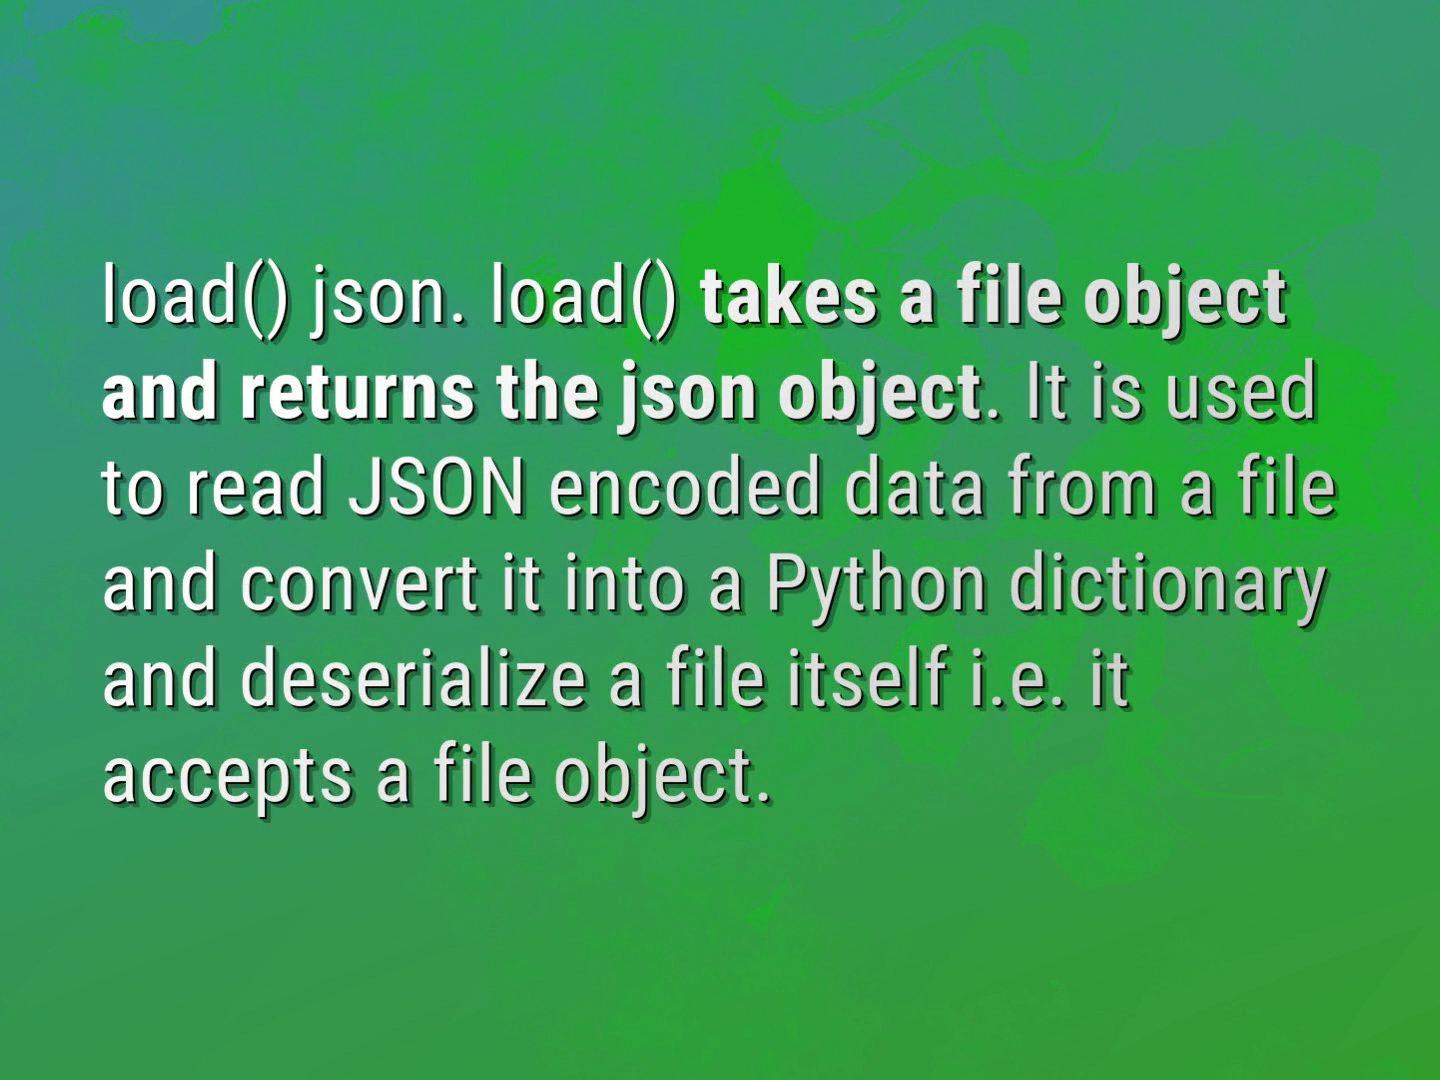 load() json. load() takes a file object
and returns the json object. It is used
to read JSON encoded data from a file
and convert it into a Python dictionary
and deserialize a file itself i.e. it
accepts a file object.